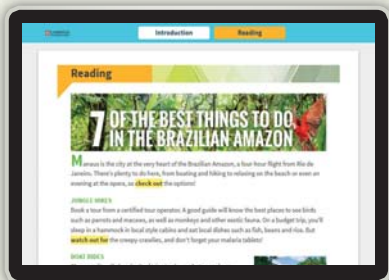 Introduction
Reading
Reading
7 OF THE BEST THINGS TO DO
IN THE BRAZILIAN AMAZON
Manaus is the city at the very heart of the Brazilian Amazon, a four hour flight from Rio de
Janeiro. There's plenty to do here, from boating and hiking to relaxing on the beach or even an
evening at the opera, so check out the options!
JUNGLE HIKES
Book a tour from a certified tour operator. A good guide will know the best places to see birds
such as parrots and macaws, as well as monkeys and other exotic fauna. On a budget trip, you'll
sleep in a hammock in local style cabins and eat local dishes such as fish, beans and rice. But
watch out for the creepy-crawlies, and don't forget your malaria tablets!
BOAT RIDES